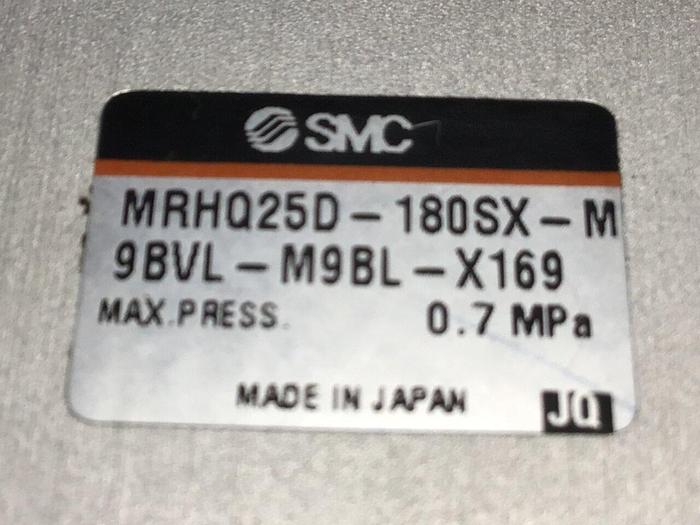 SMC
MRHQ25D-180SX-M
9BVL-M9BL-X169
MAX.PRESS. 0.7 MPa
MADE IN JAPAN JQ